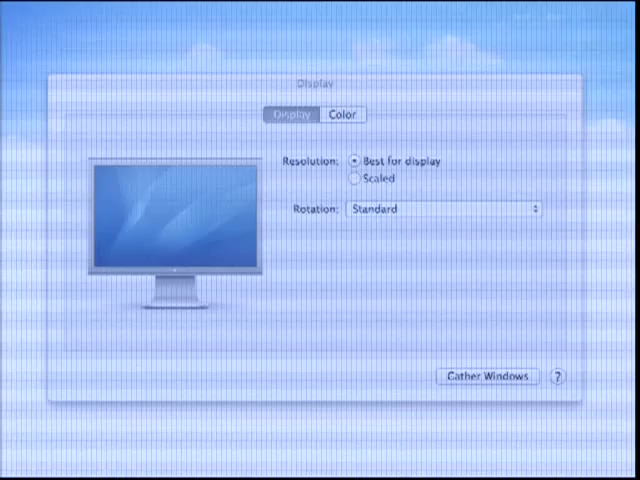 Display
Display Color
Resolution: Best for display
Scaled
Rotation: Standard
Gather Windows ?